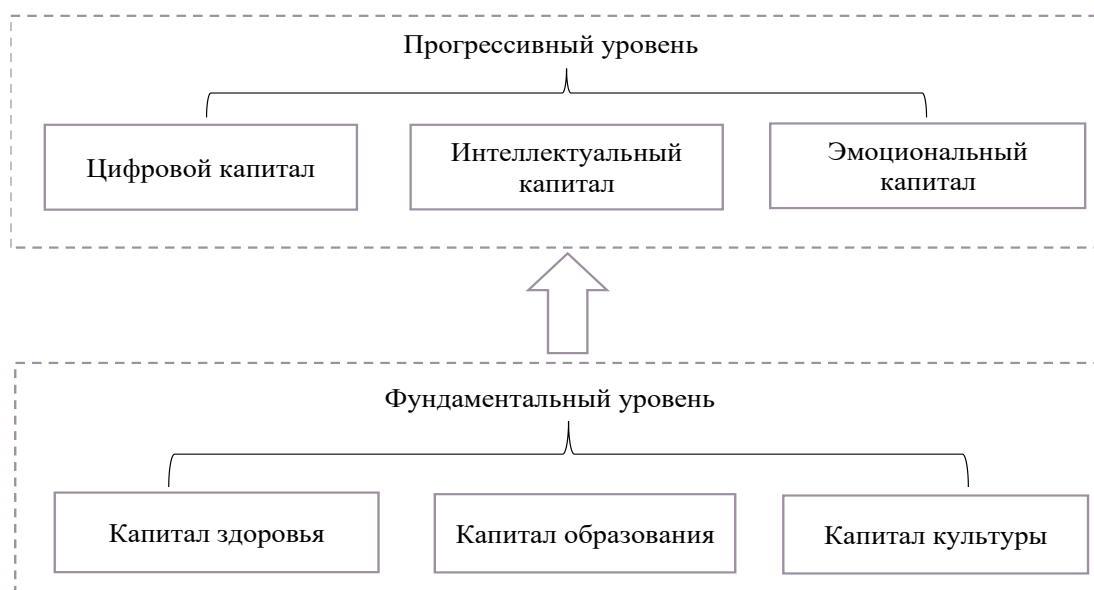 Прогрессивный уровень
Цифровой капитал
Интеллектуальный
капитал
Эмоциональный
капитал
Фундаментальный уровень
Капитал здоровья
Капитал образования
Капитал культуры